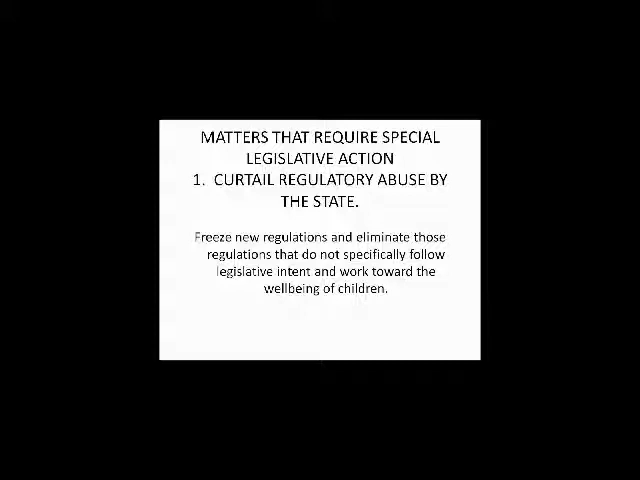 MATTERS THAT REQUIRE SPECIAL
LEGISLATIVE ACTION
1. CURTAIL REGULATORY ABUSE BY
THE STATE.
Freeze new regulations and eliminate those
regulations that do not specifically follow
legislative intent and work toward the
wellbeing of children.